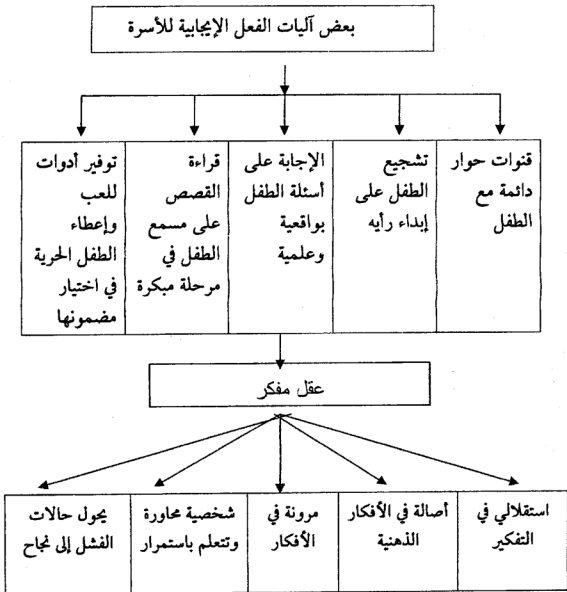 بعض آليات الفعل الإيجابية للأسرة
قنوات حوار
دائمة مع
الطفل
تشجيع
الطفل على
إبداء رأيه
الإجابة على
أسئلة الطفل
بواقعية
وعلمية
قراءة
القصص
على مسمع
الطفل في
مرحلة مبكرة
توفير أدوات
للعب
وإعطاء
الطفل الحرية
في اختيار
مضمونها
عقل مفكر
استقلالي في
التفكير
أصالة في الأفكار
الذهنية
مرونة في
الأفكار
شخصية محاورة
وتتعلم باستمرار
يحول حالات
الفشل إلى نجاح